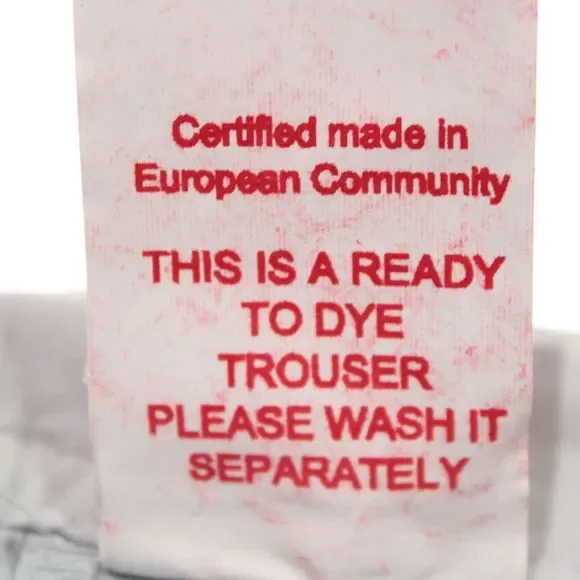 Certified made in
European Community
THIS IS A READY
TO DYE
TROUSER
PLEASE WASH IT
SEPARATELY